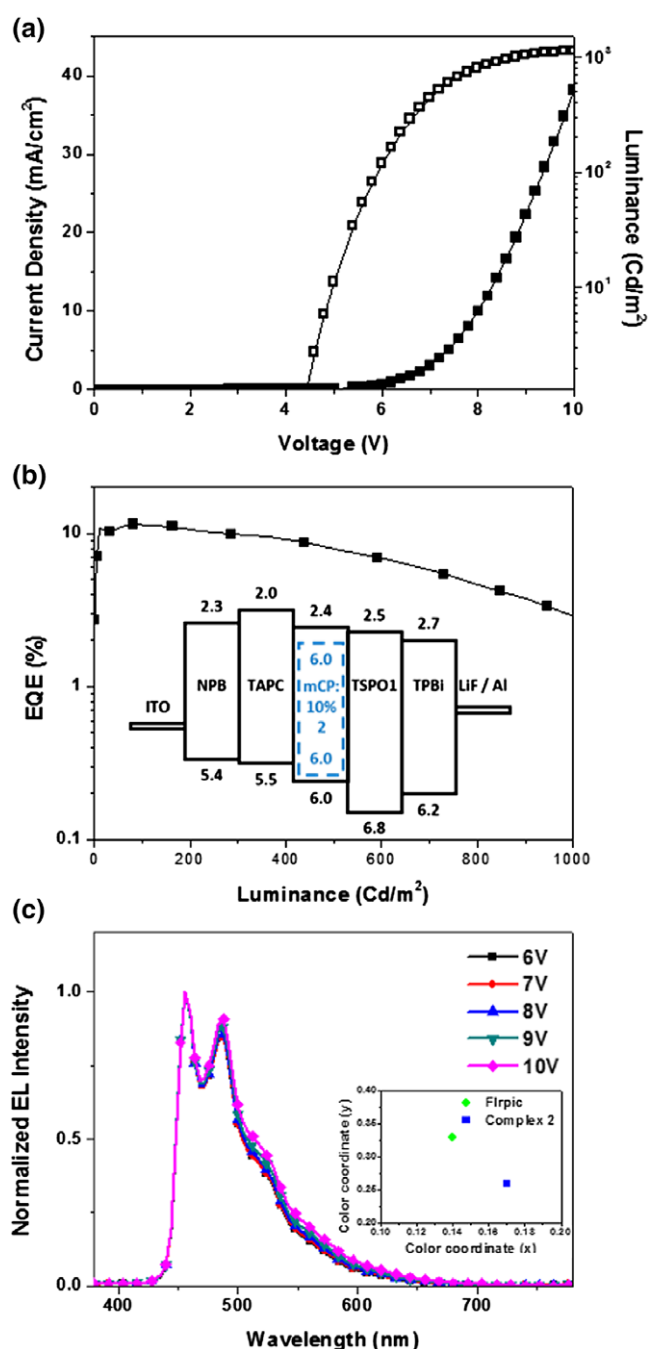 (a)
40
30
20
10
0
Current Density (mA/cm²)
10³
10²
10¹
Luminance (Cd/m²)
0 2 4 6 8 10
Voltage (V)
(b)
10
1
0.1
EQE (%)
2.3 2.0 2.4 2.5 2.7
ITO NPB TAPC TSPO1 TPBi LiF / Al
6.0
mCP:
10%
2
6.0
5.4 5.5 6.0 6.8 6.2
0 200 400 600 800 1000
Luminance (Cd/m²)
(c)
1.0
0.5
0.0
Normalized EL Intensity
6V
7V
8V
9V
10V
0.40
0.35
0.30
0.25
0.20
Color coordinate (y)
FIrpic
Complex 2
0.10 0.12 0.14 0.16 0.18 0.20
Color coordinate (x)
400 500 600 700
Wavelength (nm)